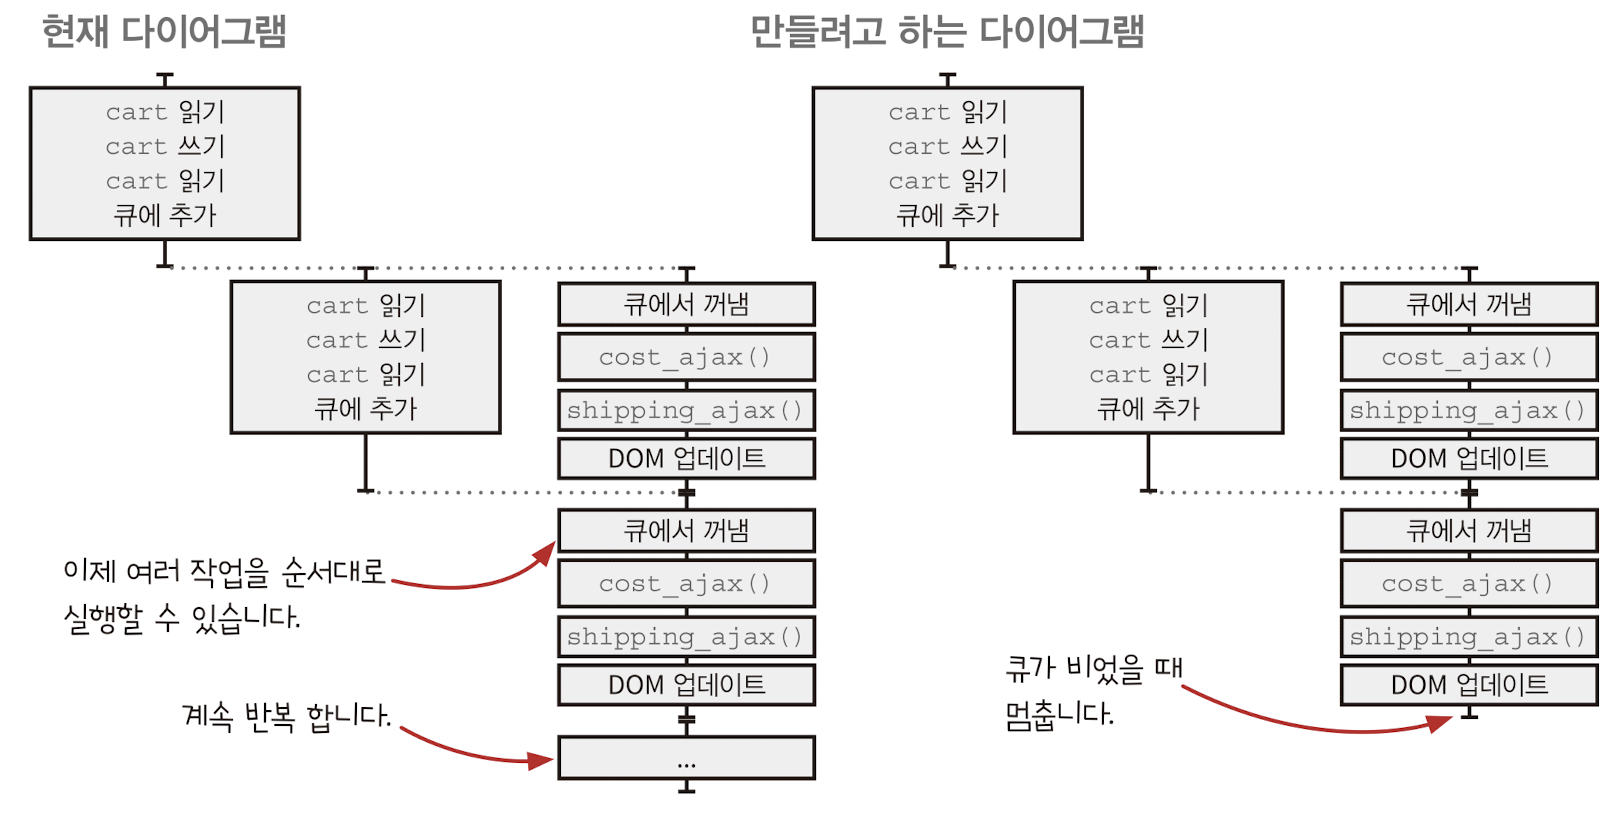 현재 다이어그램
cart 읽기
cart 쓰기
cart 읽기
큐에 추가
cart 읽기
cart 쓰기
cart 읽기
큐에 추가
큐에서 꺼냄
cost_ajax()
shipping_ajax()
DOM 업데이트
큐에서 꺼냄
cost_ajax()
shipping_ajax()
DOM 업데이트
...
이제 여러 작업을 순서대로
실행할 수 있습니다.
계속 반복 합니다.
만들려고 하는 다이어그램
cart 읽기
cart 쓰기
cart 읽기
큐에 추가
cart 읽기
cart 쓰기
cart 읽기
큐에 추가
큐에서 꺼냄
cost_ajax()
shipping_ajax()
DOM 업데이트
큐에서 꺼냄
cost_ajax()
shipping_ajax()
DOM 업데이트
큐가 비었을 때
멈춥니다.